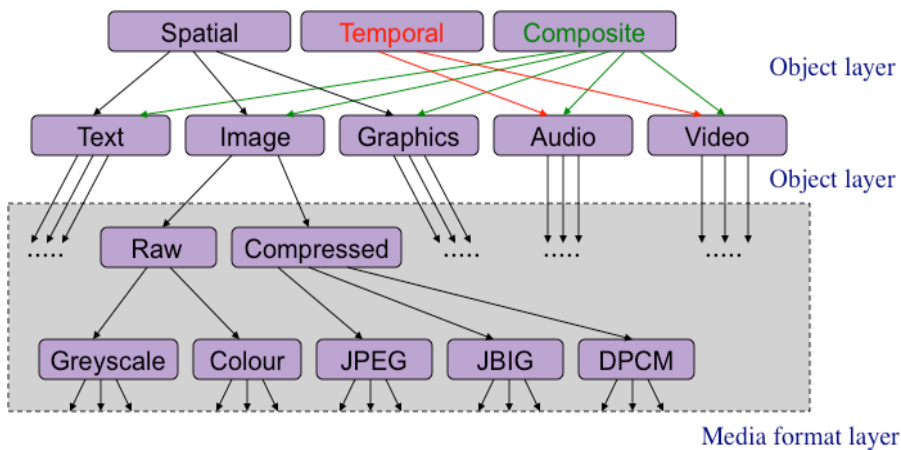 Spatial Temporal Composite
Object layer
Text Image Graphics Audio Video
Object layer
Raw Compressed
..... ..... ..... .....
Greyscale Colour JPEG JBIG DPCM
Media format layer